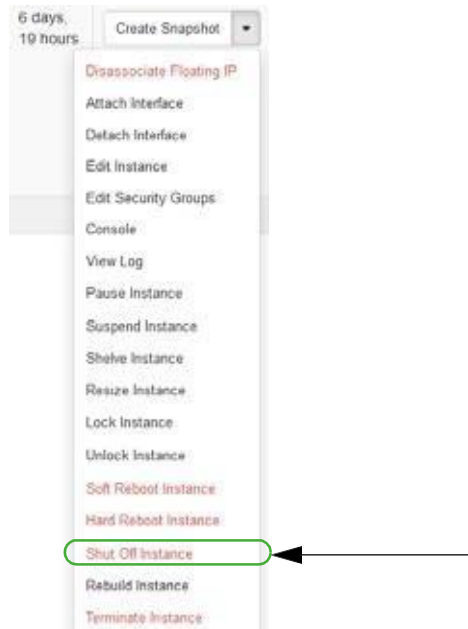 6 days,
19 hours
Create Snapshot
Disassociate Floating IP
Attach Interface
Detach Interface
Edit Instance
Edit Security Groups
Console
View Log
Pause Instance
Suspend Instance
Shelve Instance
Resize Instance
Lock Instance
Unlock Instance
Soft Reboot Instance
Hard Reboot Instance
Shut Off Instance
Rebuild Instance
Terminate Instance